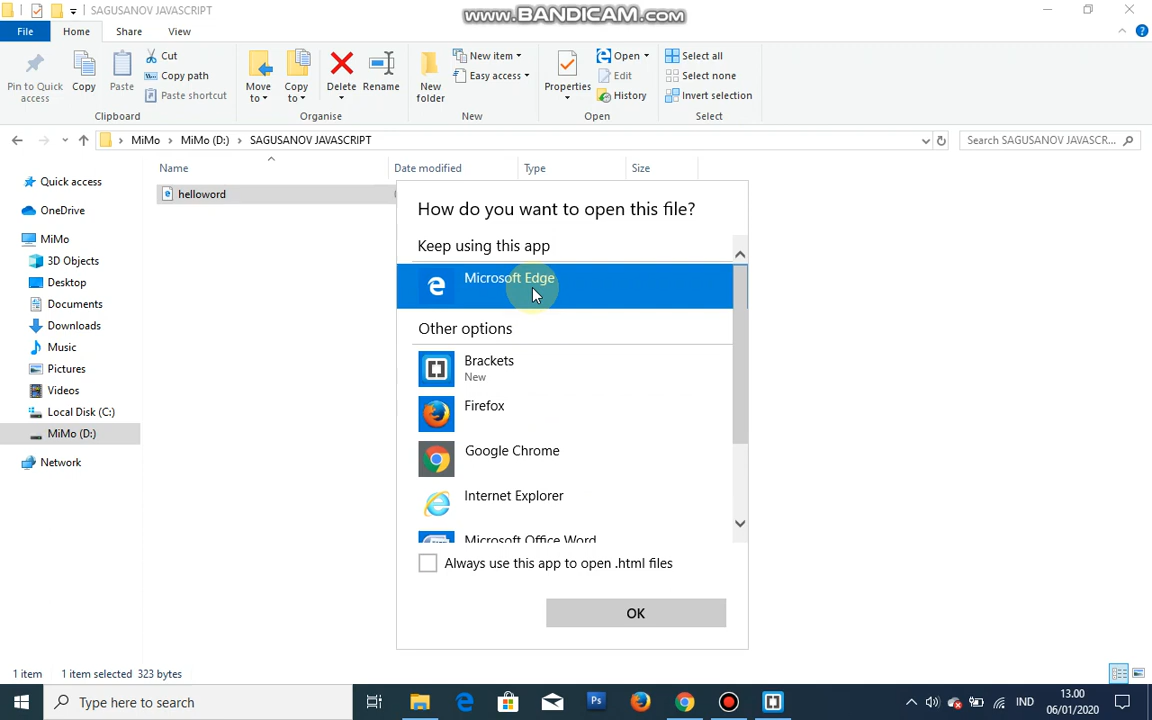 SAGUSANOV JAVASCRIPT
www.BANDICAM.com
File
Home
Share
View
Pin to Quick access
Copy
Paste
Cut
Copy path
Paste shortcut
Clipboard
Move to
Copy to
Delete
Rename
Organise
New folder
New item
Easy access
New
Properties
Open
Edit
History
Open
Select all
Select none
Invert selection
Select
MiMo
MiMo (D:)
SAGUSANOV JAVASCRIPT
Search SAGUSANOV JAVASCR...
Name
Date modified
Type
Size
Quick access
OneDrive
MiMo
3D Objects
Desktop
Documents
Downloads
Music
Pictures
Videos
Local Disk (C:)
MiMo (D:)
Network
helloword
How do you want to open this file?
Keep using this app
Microsoft Edge
Other options
Brackets
New
Firefox
Google Chrome
Internet Explorer
Microsoft Office Word
Always use this app to open .html files
OK
1 item
1 item selected 323 bytes
Type here to search
Ps
IND
13.00
06/01/2020